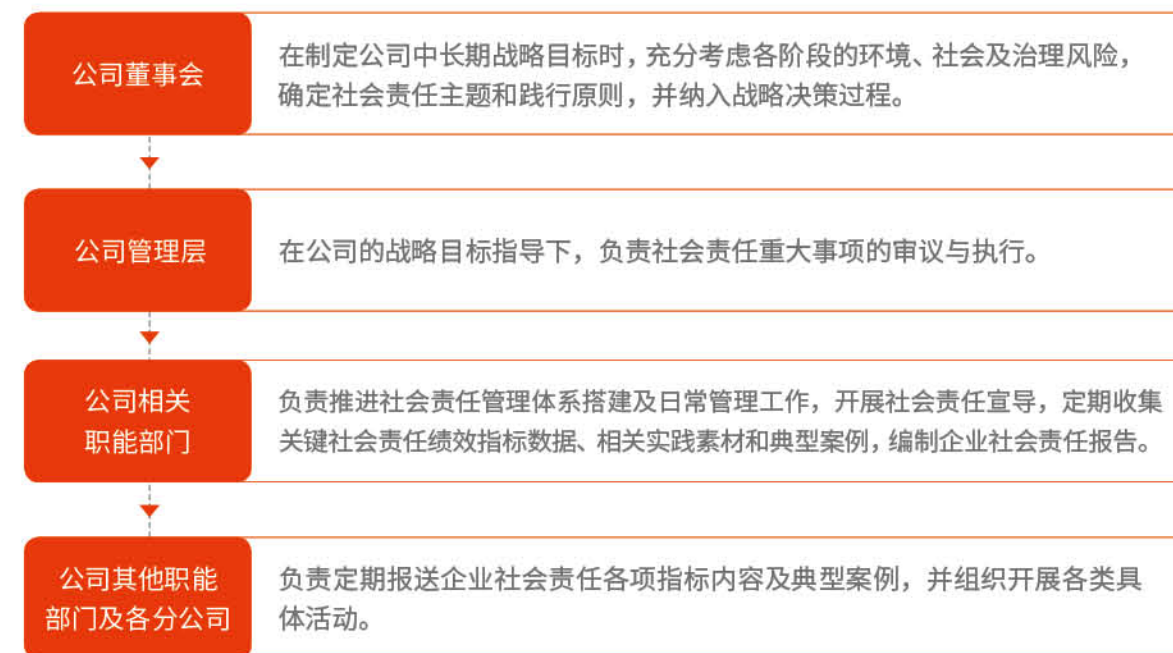 公司董事会
在制定公司中长期战略目标时，充分考虑各阶段的环境、社会及治理风险，
确定社会责任主题和践行原则，并纳入战略决策过程。
公司管理层
在公司的战略目标指导下，负责社会责任重大事项的审议与执行。
公司相关
职能部门
负责推进社会责任管理体系搭建及日常管理工作，开展社会责任宣导，定期收集
关键社会责任绩效指标数据、相关实践素材和典型案例，编制企业社会责任报告。
公司其他职能
部门及各分公司
负责定期报送企业社会责任各项指标内容及典型案例，并组织开展各类具
体活动。